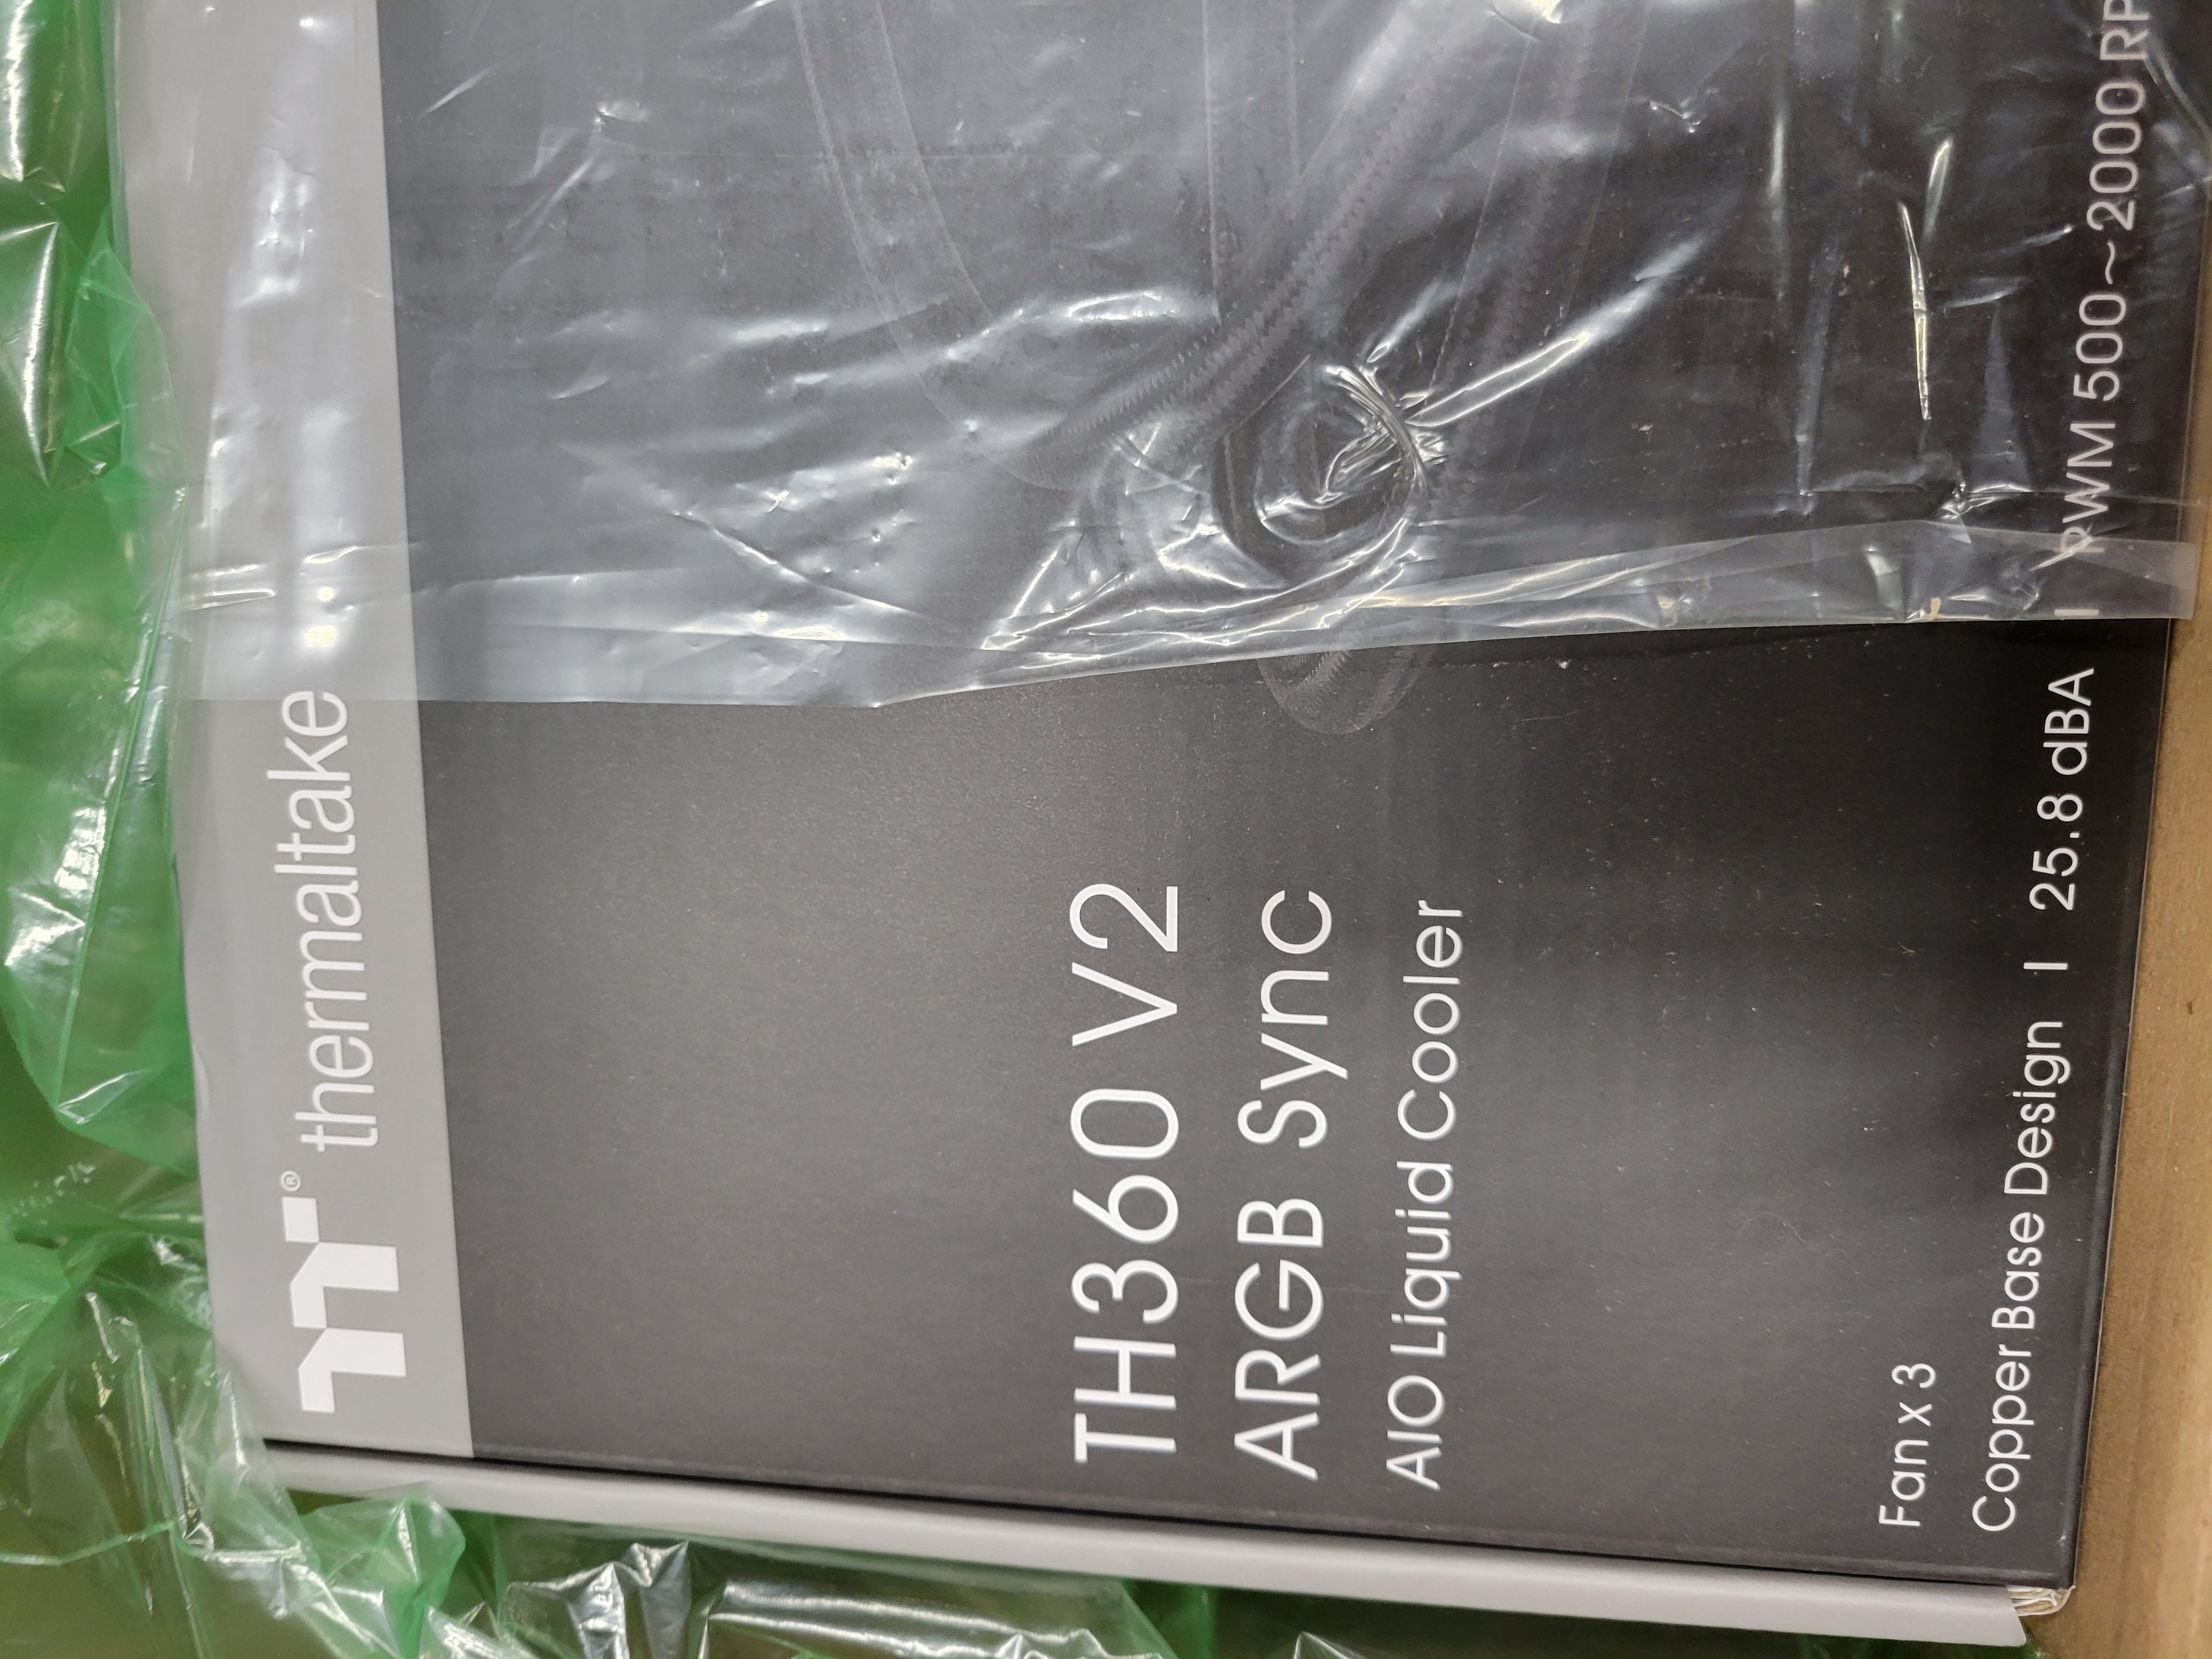 thermaltake®
TH360 V2
ARGB Sync
AIO Liquid Cooler
Fan x 3
Copper Base Design I 25.8 dBA I PWM 500~2000 RP